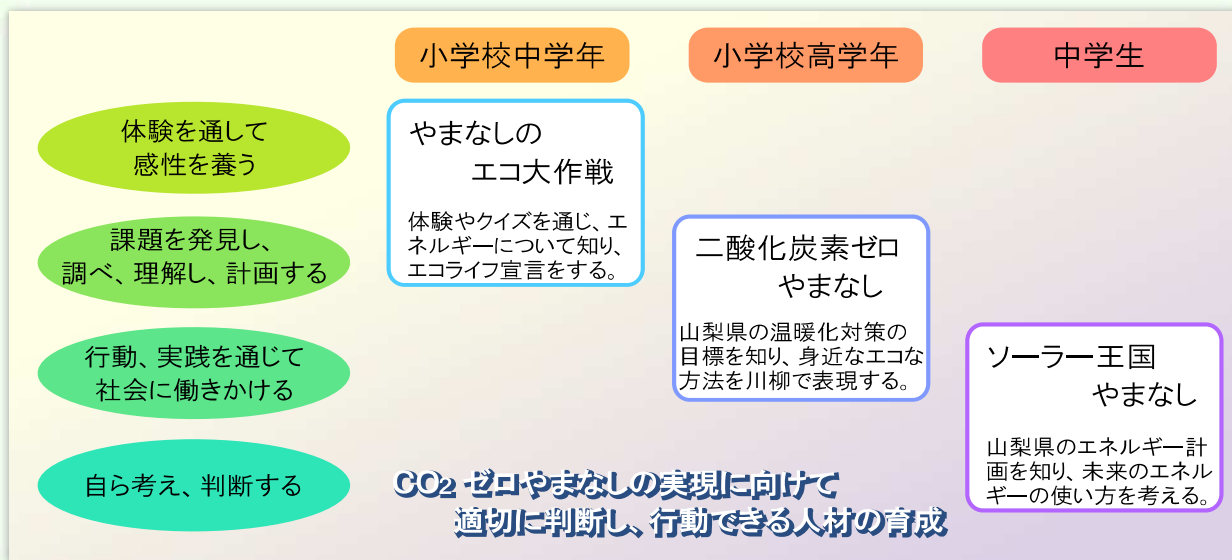 小学校中学年
小学校高学年
中学生
体験を通して
感性を養う
課題を発見し、
調べ、理解し、計画する
行動、実践を通じて
社会に働きかける
自ら考え、判断する
やまなしの
エコ大作戦
体験やクイズを通じ、エ
ネルギーについて知り、
エコライフ宣言をする。
二酸化炭素ゼロ
やまなし
山梨県の温暖化対策の
目標を知り、身近なエコな
方法を川柳で表現する。
ソーラー王国
やまなし
山梨県のエネルギー計
画を知り、未来のエネル
ギーの使い方を考える。
CO2 ゼロやまなしの実現に向けて
適切に判断し、行動できる人材の育成